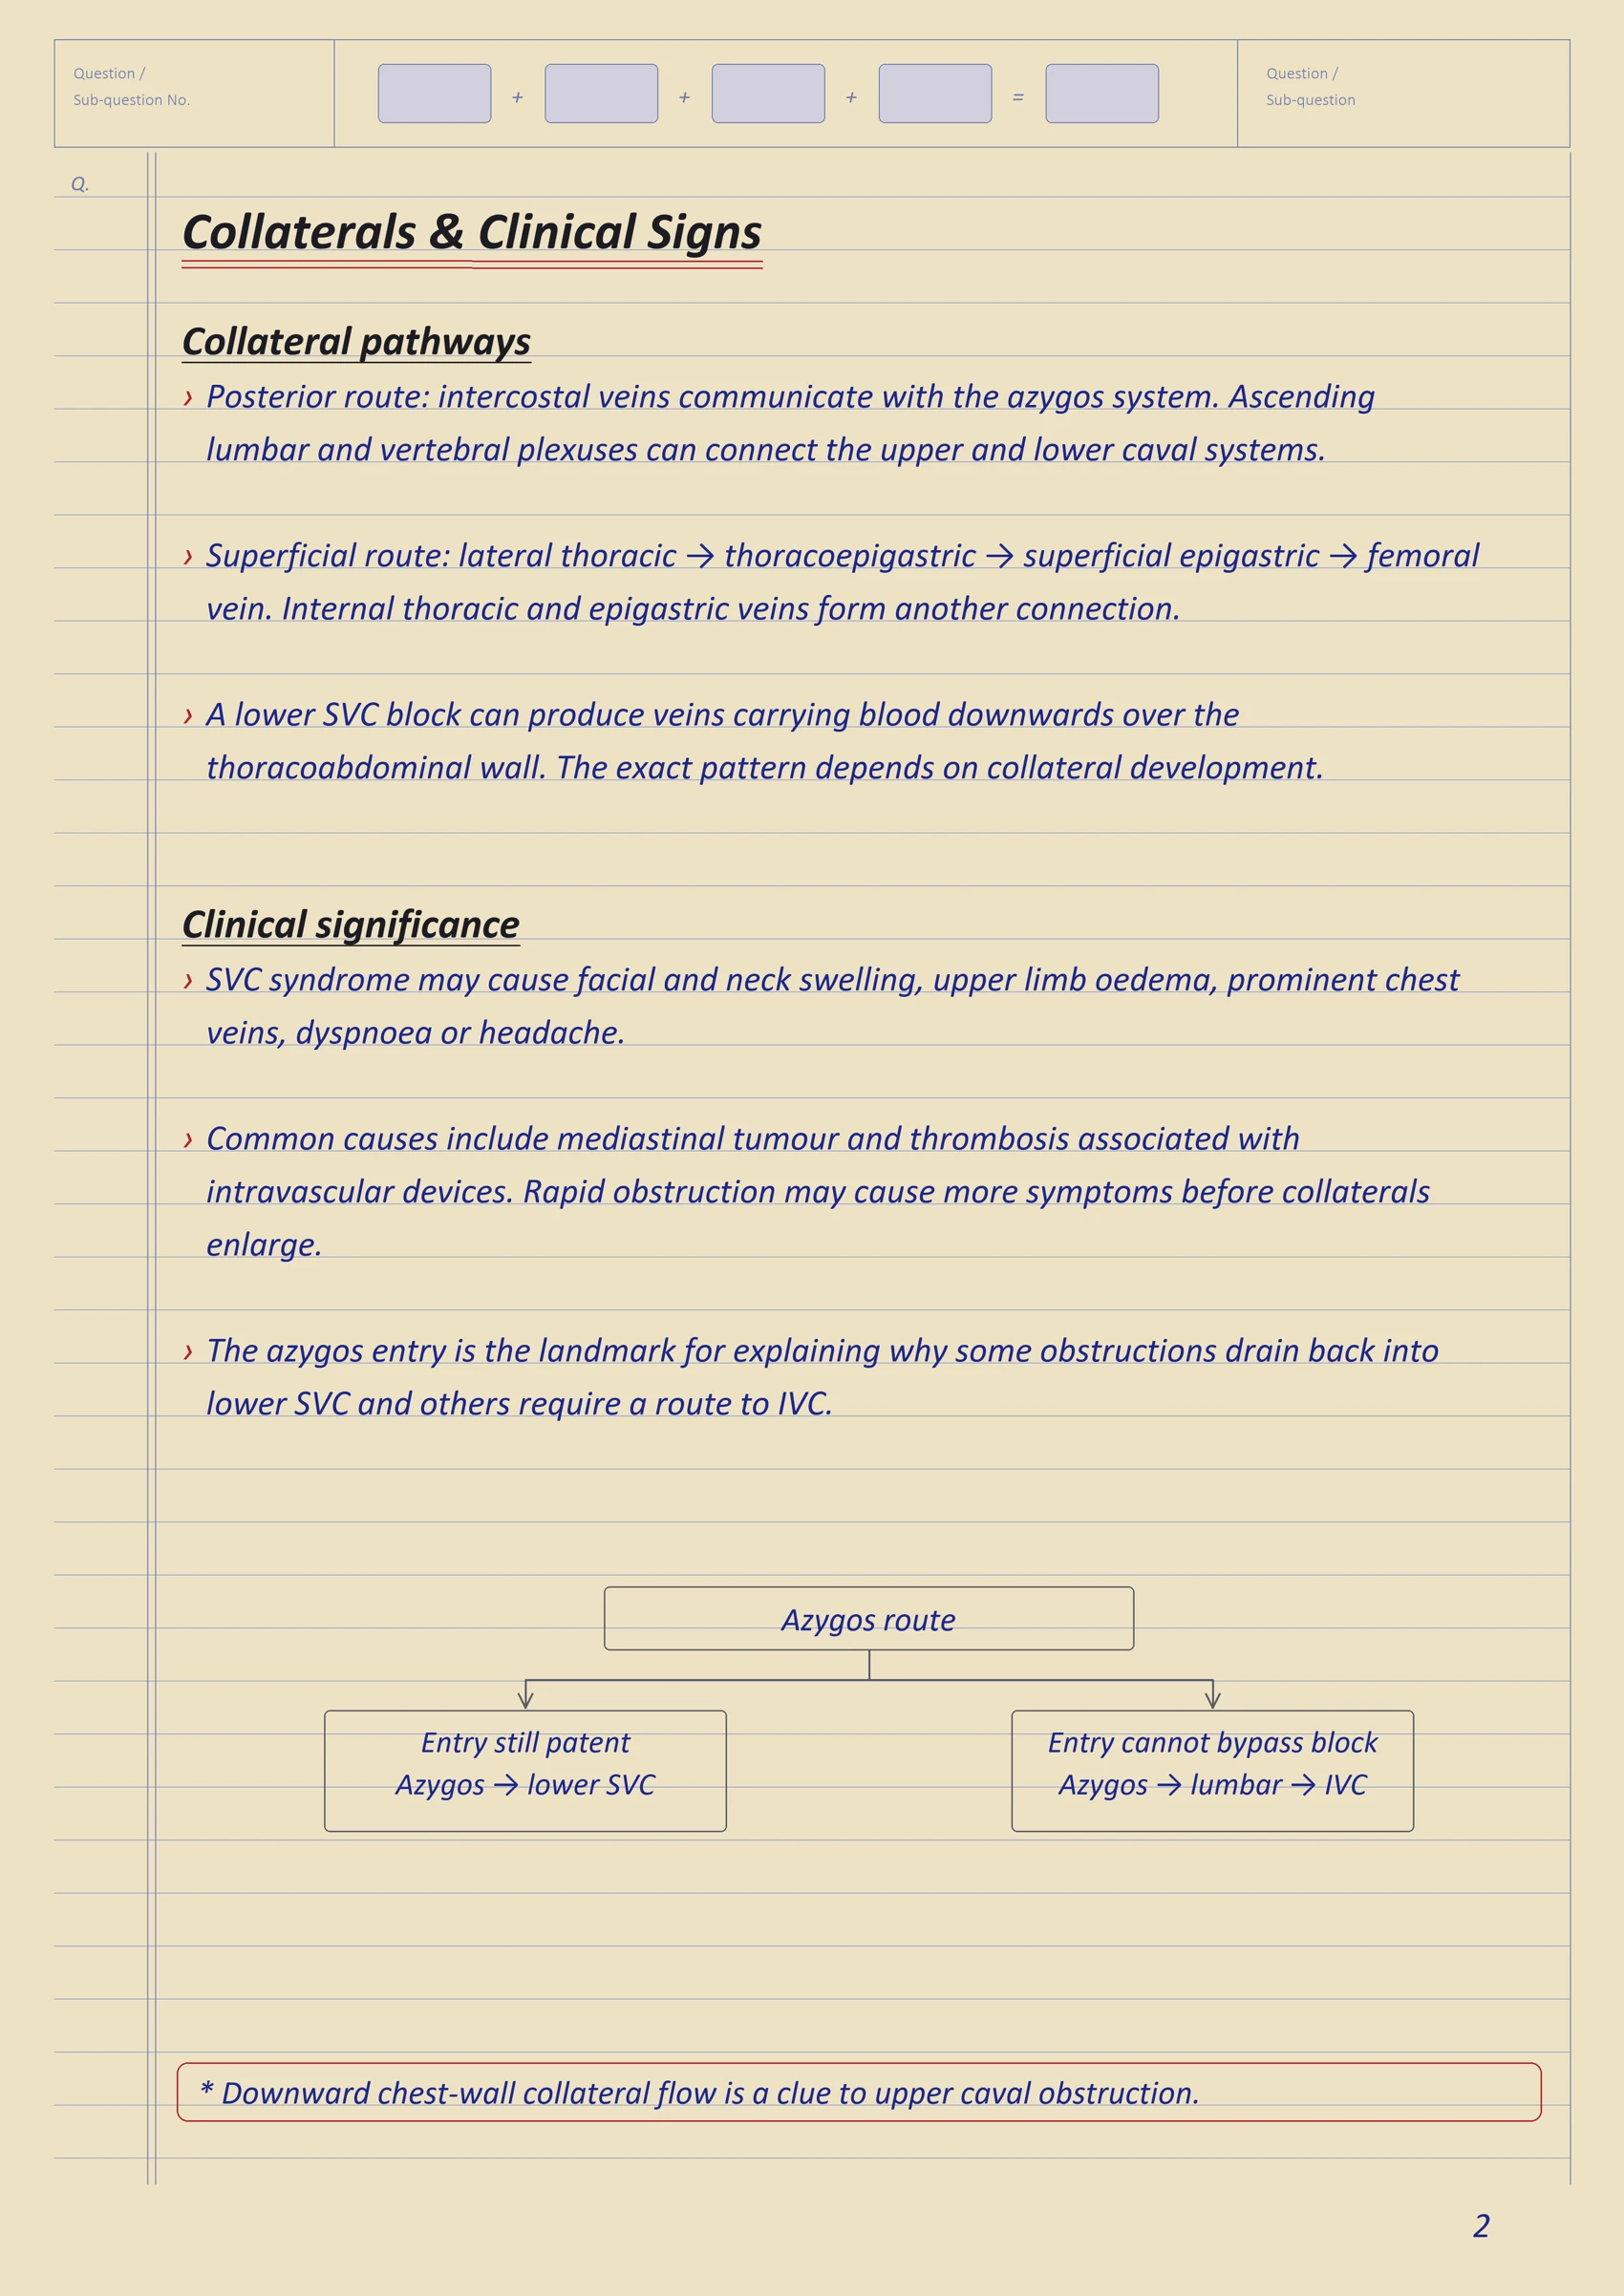 Question /
Sub-question No.
+ + + =
Question /
Sub-question
Q.
Collaterals & Clinical Signs
Collateral pathways
› Posterior route: intercostal veins communicate with the azygos system. Ascending
lumbar and vertebral plexuses can connect the upper and lower caval systems.
› Superficial route: lateral thoracic → thoracoepigastric → superficial epigastric → femoral
vein. Internal thoracic and epigastric veins form another connection.
› A lower SVC block can produce veins carrying blood downwards over the
thoracoabdominal wall. The exact pattern depends on collateral development.
Clinical significance
› SVC syndrome may cause facial and neck swelling, upper limb oedema, prominent chest
veins, dyspnoea or headache.
› Common causes include mediastinal tumour and thrombosis associated with
intravascular devices. Rapid obstruction may cause more symptoms before collaterals
enlarge.
› The azygos entry is the landmark for explaining why some obstructions drain back into
lower SVC and others require a route to IVC.
Azygos route
Entry still patent
Azygos → lower SVC
Entry cannot bypass block
Azygos → lumbar → IVC
* Downward chest-wall collateral flow is a clue to upper caval obstruction.
2